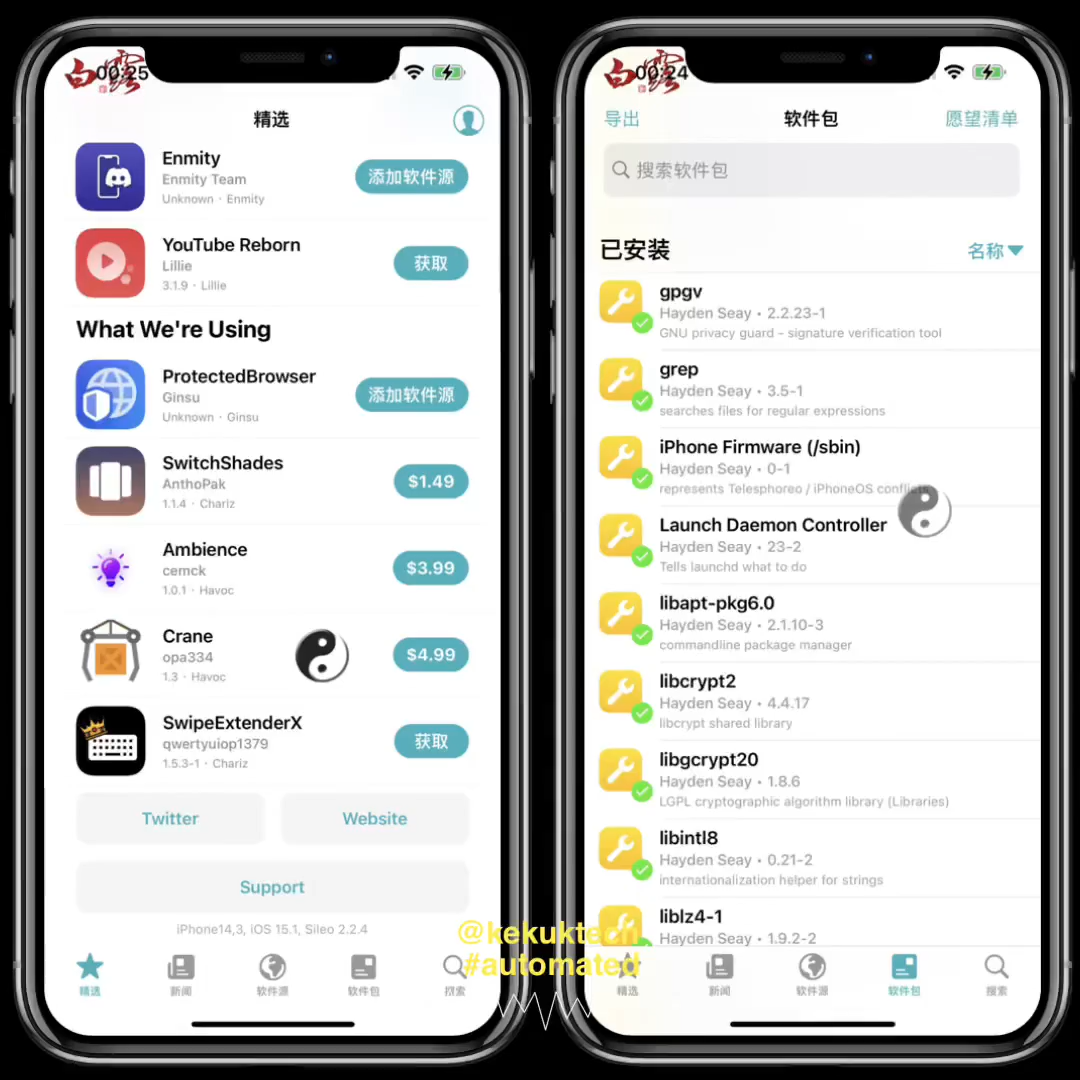 白露
00:25
精选
Enmity
Enmity Team
Unknown · Enmity
添加软件源
YouTube Reborn
Lillie
3.1.9 · Lillie
获取
What We're Using
ProtectedBrowser
Ginsu
Unknown · Ginsu
添加软件源
SwitchShades
AnthoPak
1.1.4 · Chariz
$1.49
Ambience
cemck
1.0.1 · Havoc
$3.99
Crane
opa334
1.3 · Havoc
$4.99
SwipeExtenderX
qwertyuiop1379
1.5.3-1 · Chariz
获取
Twitter
Website
Support
iPhone14,3, iOS 15.1, Sileo 2.2.4
精选
新闻
软件源
软件包
搜索
白露
00:24
导出
软件包
愿望清单
搜索软件包
已安装
名称
gpgv
Hayden Seay • 2.2.23-1
GNU privacy guard - signature verification tool
grep
Hayden Seay • 3.5-1
searches files for regular expressions
iPhone Firmware (/sbin)
Hayden Seay • 0-1
represents Telesphoreo / iPhoneOS conflicts
Launch Daemon Controller
Hayden Seay • 23-2
Tells launchd what to do
libapt-pkg6.0
Hayden Seay • 2.1.10-3
commandline package manager
libcrypt2
Hayden Seay • 4.4.17
libcrypt shared library
libgcrypt20
Hayden Seay • 1.8.6
LGPL cryptographic algorithm library (Libraries)
libintl8
Hayden Seay • 0.21-2
internationalization helper for strings
liblz4-1
Hayden Seay • 1.9.2-2
精选
新闻
软件源
软件包
搜索
@kekuktech
#automated